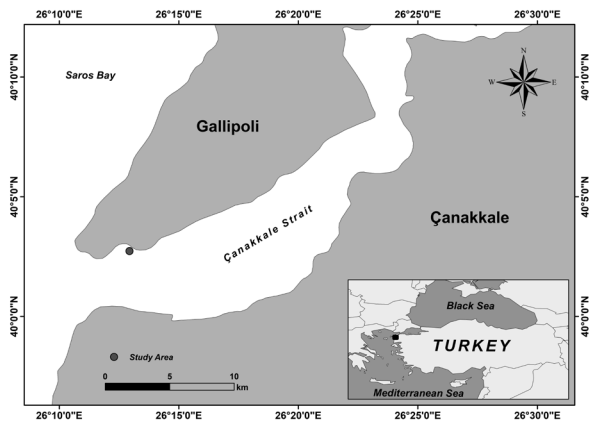 26°10'0"E 26°15'0"E 26°20'0"E 26°25'0"E 26°30'0"E
40°10'0"N
40°10'0"N
Saros Bay
N
W E
S
Gallipoli
40°5'0"N
40°5'0"N
Çanakkale
Çanakkale Strait
40°0'0"N
40°0'0"N
Black Sea
TURKEY
Mediterranean Sea
Study Area
0 5 10
km
26°10'0"E 26°15'0"E 26°20'0"E 26°25'0"E 26°30'0"E